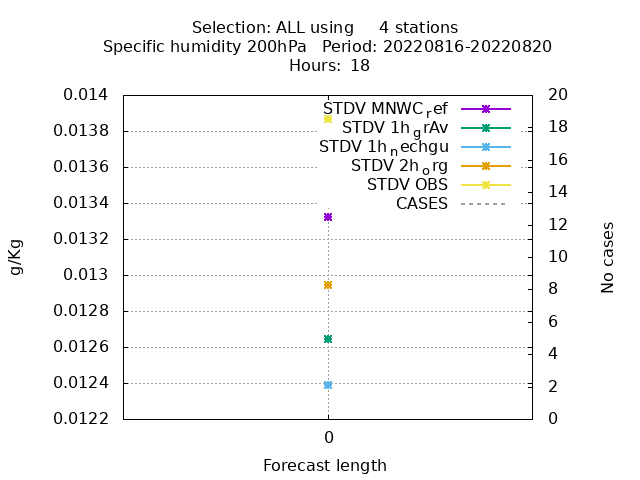 Selection: ALL using     4 stations
Specific humidity 200hPa   Period: 20220816-20220820
Hours: 18
0.014
0.0138
0.0136
0.0134
0.0132
0.013
0.0128
0.0126
0.0124
0.0122
g/Kg
STDV MNWC_ref
STDV 1h_grAv
STDV 1h_nechgu
STDV 2h_org
STDV OBS
CASES
20
18
16
14
12
10
8
6
4
2
0
No cases
0
Forecast length